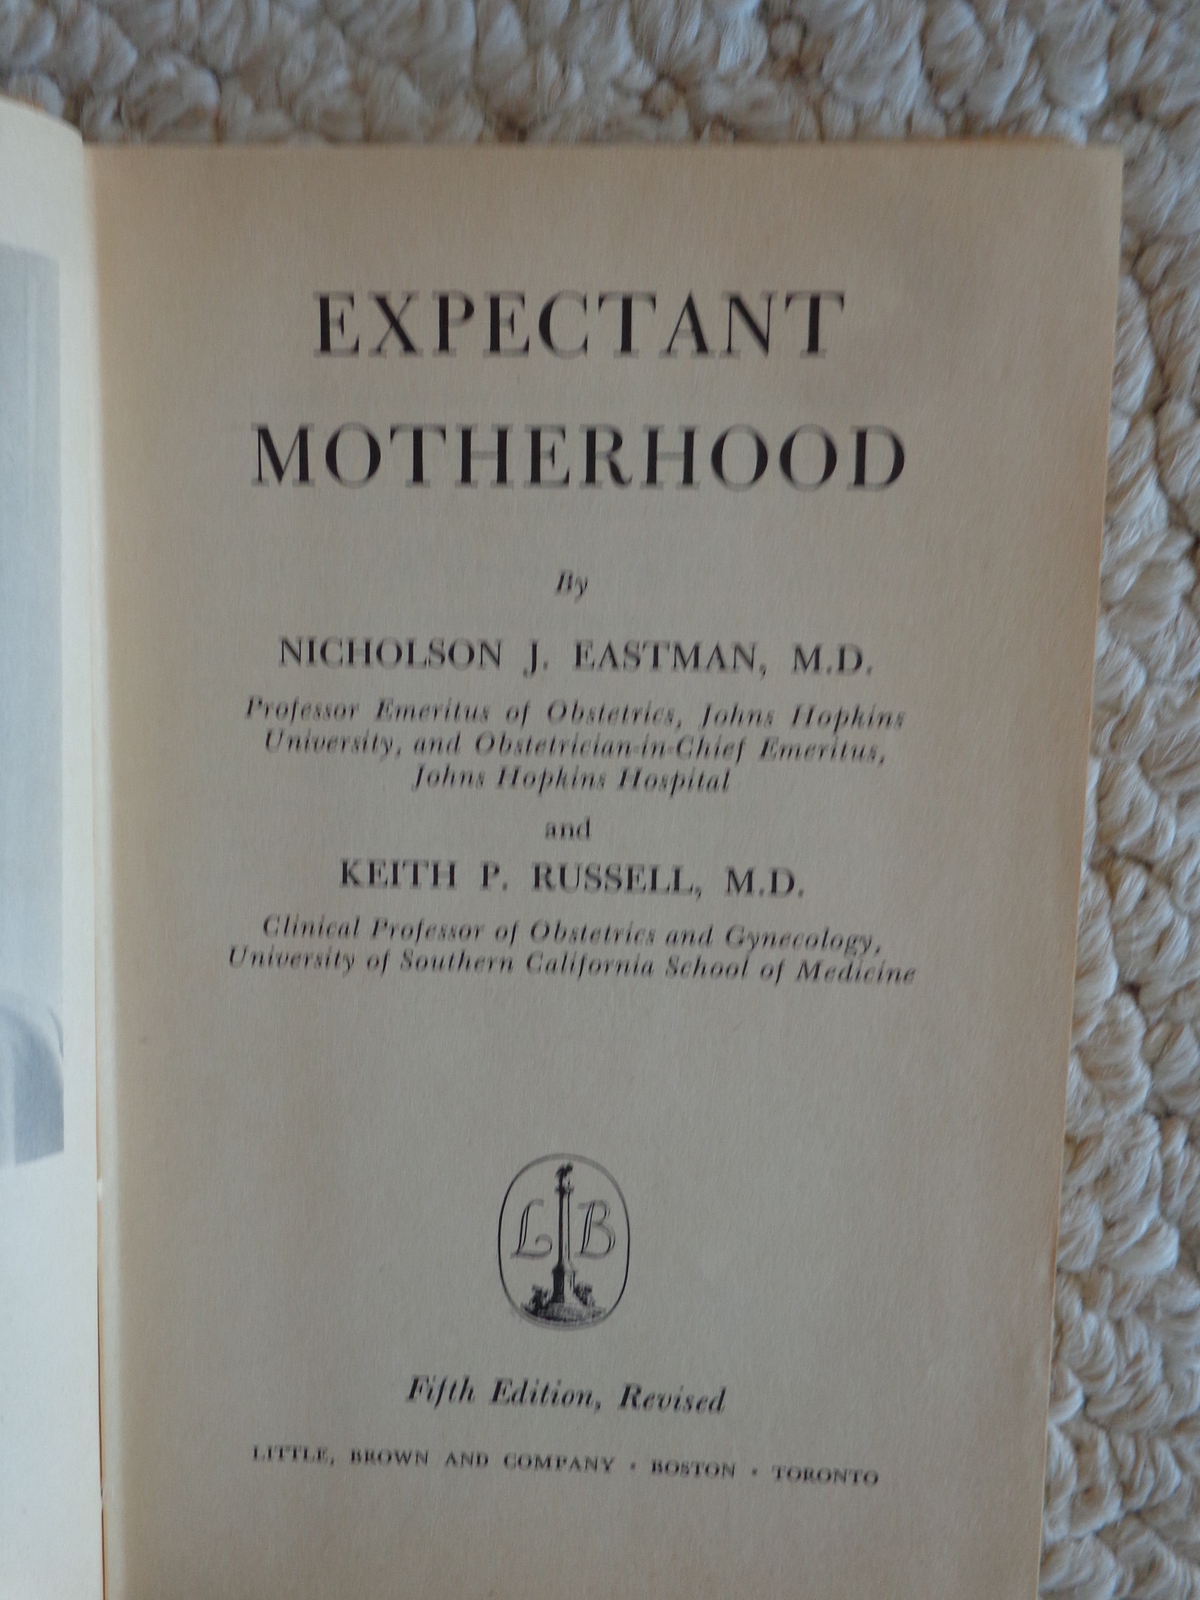 EXPECTANT
MOTHERHOOD
By
NICHOLSON J. EASTMAN, M.D.
Professor Emeritus of Obstetrics, Johns Hopkins
University, and Obstetrician-in-Chief Emeritus,
Johns Hopkins Hospital
and
KEITH P. RUSSELL, M.D.
Clinical Professor of Obstetrics and Gynecology,
University of Southern California School of Medicine
L B
Fifth Edition, Revised
LITTLE, BROWN AND COMPANY · BOSTON · TORONTO